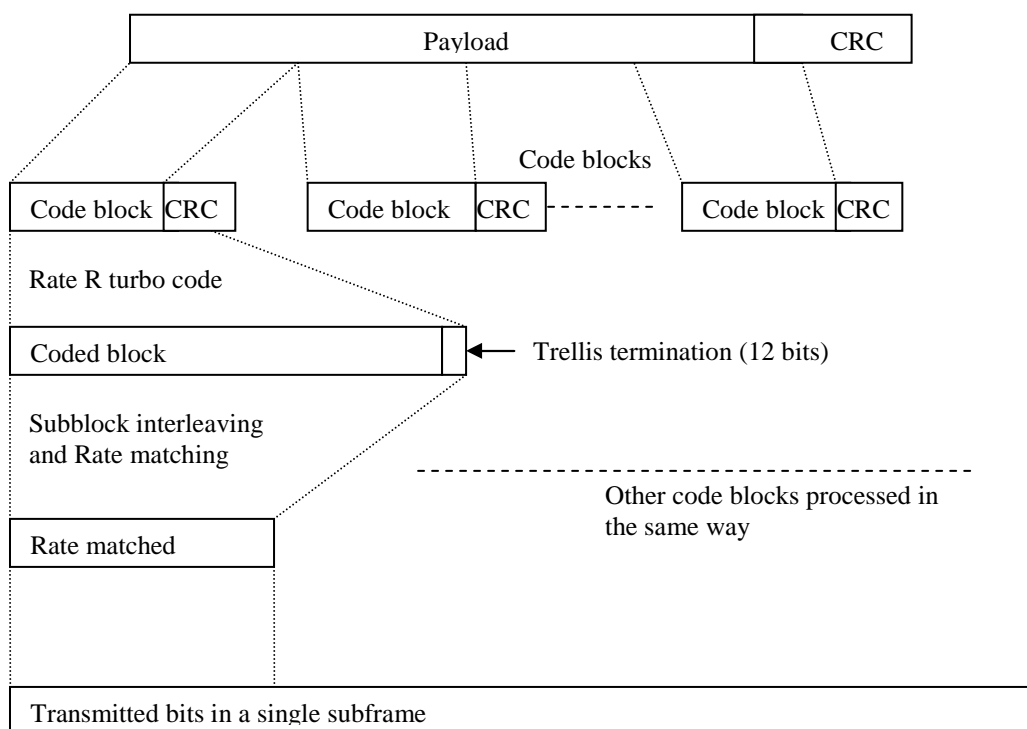 Payload
CRC
Code blocks
Code block
CRC
Code block
CRC
Code block
CRC
Rate R turbo code
Coded block
Trellis termination (12 bits)
Subblock interleaving
and Rate matching
Other code blocks processed in
the same way
Rate matched
Transmitted bits in a single subframe